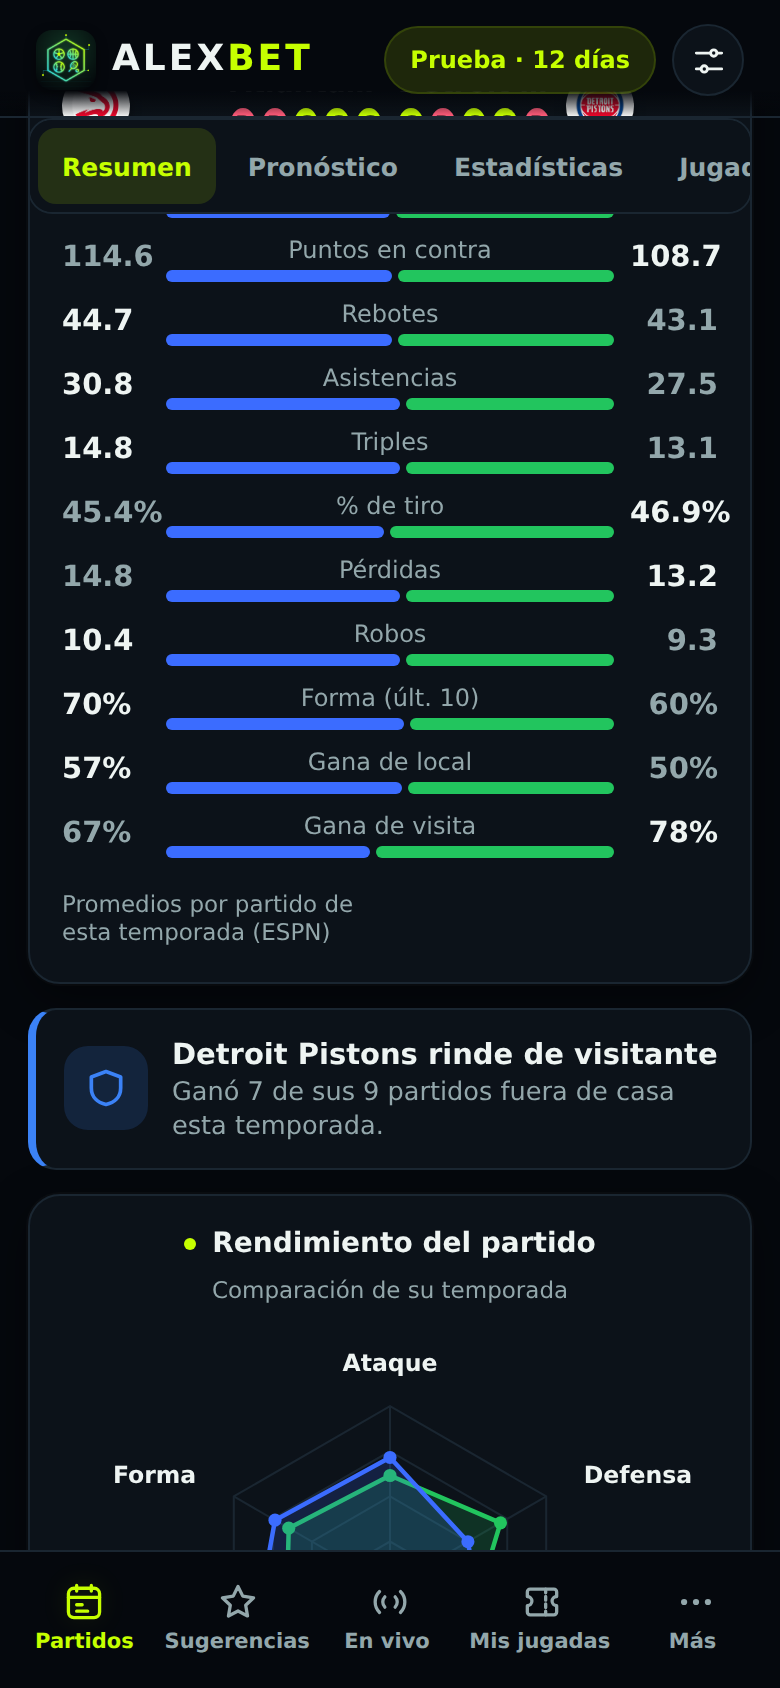 ALEXBET
Prueba · 12 días
DETROIT
PISTONS
Resumen
Pronóstico
Estadísticas
Jugad
114.6
Puntos en contra
108.7
44.7
Rebotes
43.1
30.8
Asistencias
27.5
14.8
Triples
13.1
45.4%
% de tiro
46.9%
14.8
Pérdidas
13.2
10.4
Robos
9.3
70%
Forma (últ. 10)
60%
57%
Gana de local
50%
67%
Gana de visita
78%
Promedios por partido de
esta temporada (ESPN)
Detroit Pistons rinde de visitante
Ganó 7 de sus 9 partidos fuera de casa
esta temporada.
Rendimiento del partido
Comparación de su temporada
Ataque
Forma
Defensa
Partidos
Sugerencias
En vivo
Mis jugadas
Más